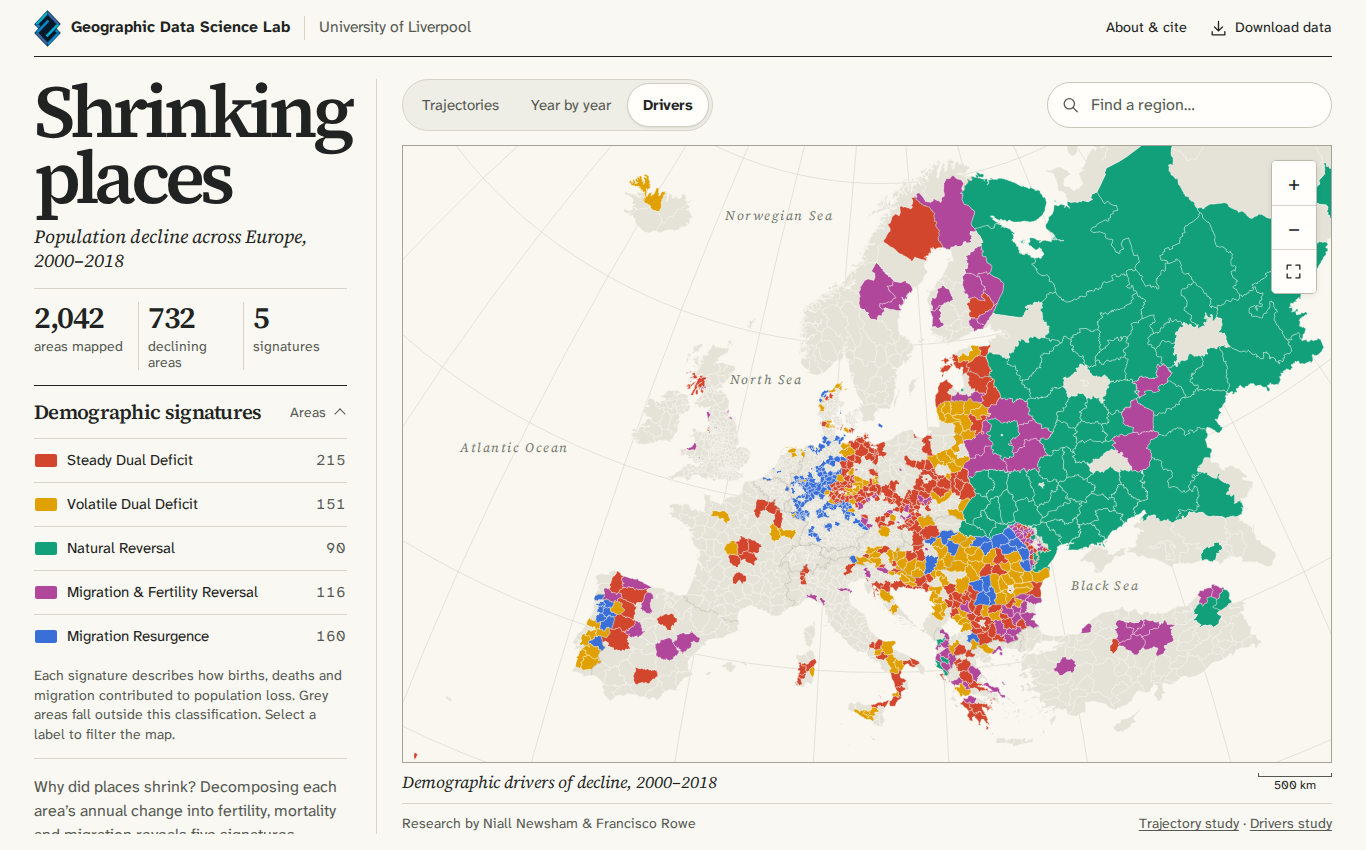 Geographic Data Science Lab
University of Liverpool
About & cite
Download data
Shrinking
places
Population decline across Europe,
2000–2018
2,042
areas mapped
732
declining
areas
5
signatures
Demographic signatures
Areas
Steady Dual Deficit
215
Volatile Dual Deficit
151
Natural Reversal
90
Migration & Fertility Reversal
116
Migration Resurgence
160
Each signature describes how births, deaths and
migration contributed to population loss. Grey
areas fall outside this classification. Select a
label to filter the map.
Why did places shrink? Decomposing each
area’s annual change into fertility, mortality
and migration reveals five signatures
Trajectories
Year by year
Drivers
Find a region…
+
−
Norwegian Sea
North Sea
Atlantic Ocean
Black Sea
Demographic drivers of decline, 2000–2018
500 km
Research by Niall Newsham & Francisco Rowe
Trajectory study · Drivers study